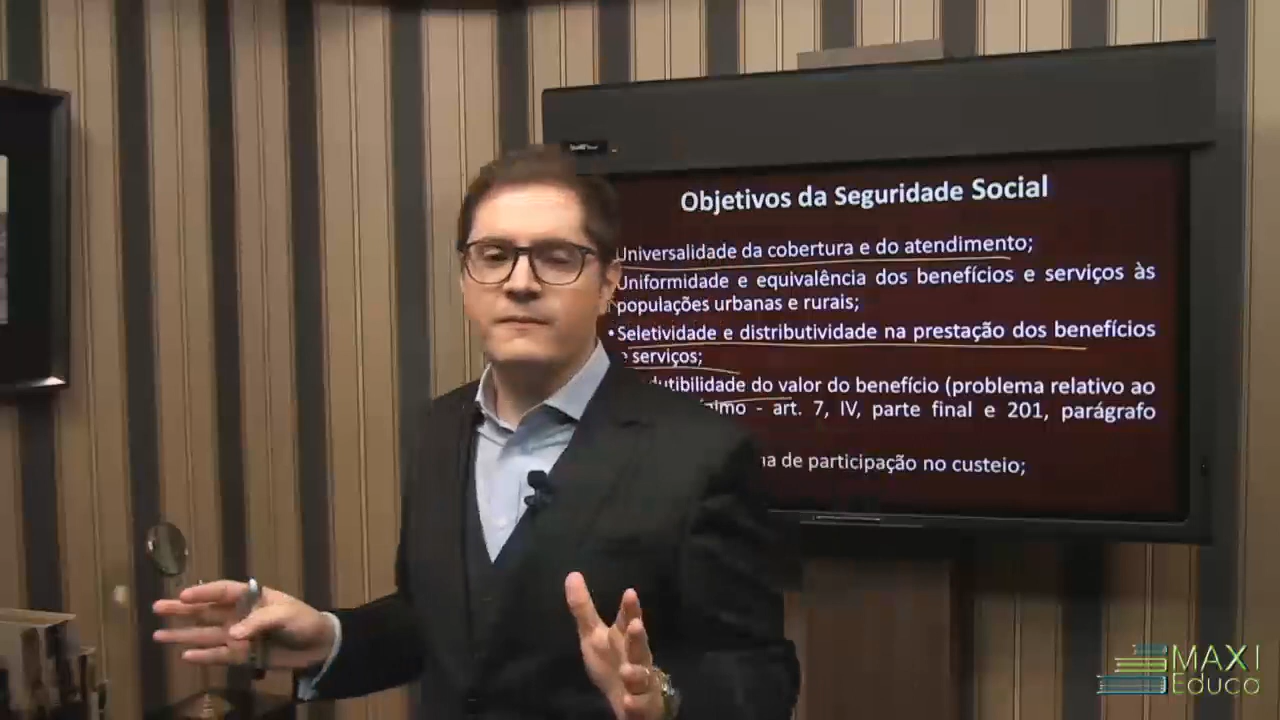 Objetivos da Seguridade Social
Universalidade da cobertura e do atendimento;
Uniformidade e equivalência dos benefícios e serviços às
populações urbanas e rurais;
•Seletividade e distributividade na prestação dos benefícios
e serviços;
do valor do benefício (problema relativo ao
- art. 7, IV, parte final e 201, parágrafo
de participação no custeio;
MAXI
Educa